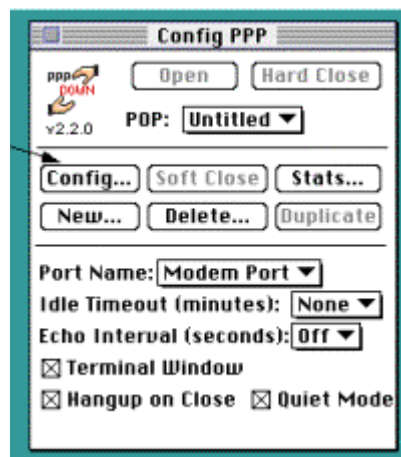 Config PPP
PPP Open Hard Close
DOWN
v2.2.0 POP: Untitled
Config... Soft Close Stats...
New... Delete... Duplicate
Port Name: Modem Port
Idle Timeout (minutes): None
Echo Interval (seconds): Off
Terminal Window
Hangup on Close Quiet Mode